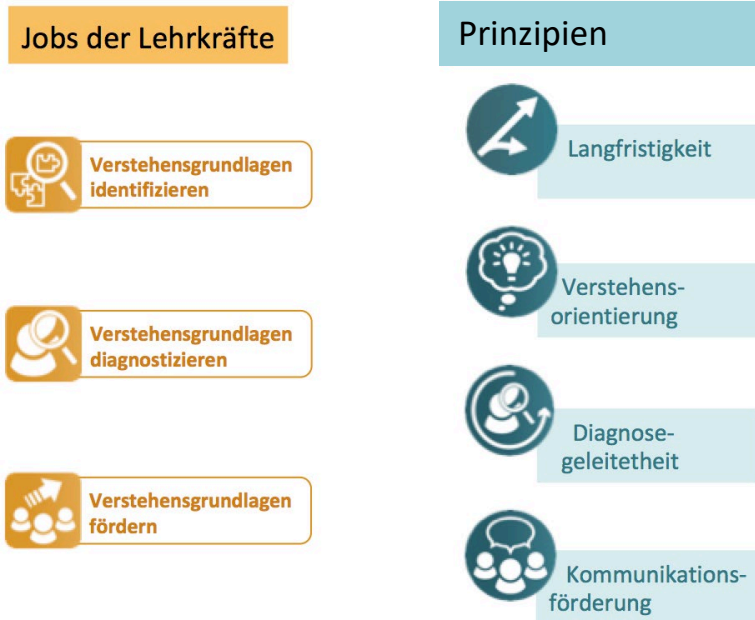 Jobs der Lehrkräfte
Verstehensgrundlagen
identifizieren
Verstehensgrundlagen
diagnostizieren
Verstehensgrundlagen
fördern
Prinzipien
Langfristigkeit
Verstehens-
orientierung
Diagnose-
geleitetheit
Kommunikations-
förderung